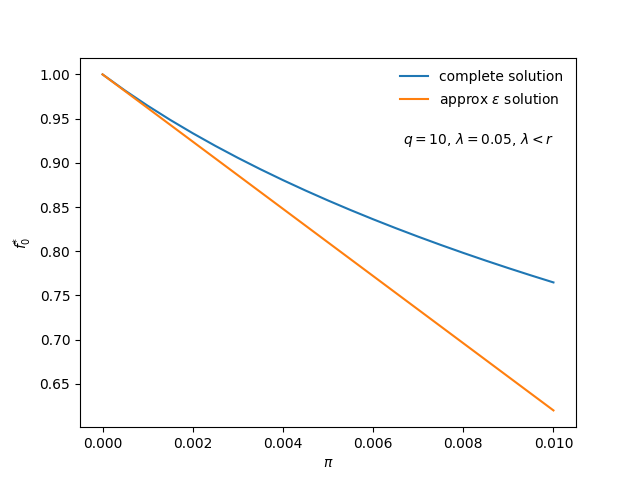 complete solution
approx ε solution
q = 10, λ = 0.05, λ < r
1.00
0.95
0.90
0.85
0.80
0.75
0.70
0.65
f₀*
0.000 0.002 0.004 0.006 0.008 0.010
π